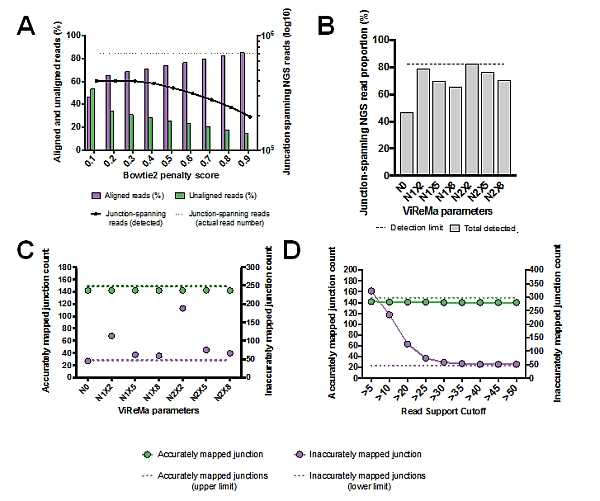 A
Aligned and unaligned reads (%)
100
80
60
40
20
0
0.1 0.2 0.3 0.4 0.5 0.6 0.7 0.8 0.9
Bowtie2 penalty score
10^6
10^5
Juncation spanning NGS reads (log10)
Aligned reads (%)
Unaligned reads (%)
Junction-spanning reads (detected)
Junction-spanning reads (actual read number)
B
Junction-spanning NGS read proportion (%)
100
80
60
40
20
0
N0 N1X2 N1X5 N1X8 N2X2 N2X5 N2X8
ViReMa parameters
Detection limit
Total detected
C
Accurately mapped junction count
180
160
140
120
100
80
60
40
20
0
N0 N1X2 N1X5 N1X8 N2X2 N2X5 N2X8
ViReMa parameters
300
250
200
150
100
50
0
Inaccurately mapped junction count
D
Accurately mapped junction count
200
180
160
140
120
100
80
60
40
20
0
>5 >10 >20 >25 >30 >35 >40 >45 >50
Read Support Cutoff
400
350
300
250
200
150
100
50
0
Inaccurately mapped junction count
Accurately mapped junction
Inaccurately mapped junction
Accurately mapped junctions (upper limit)
Inaccurately mapped junctions (lower limit)